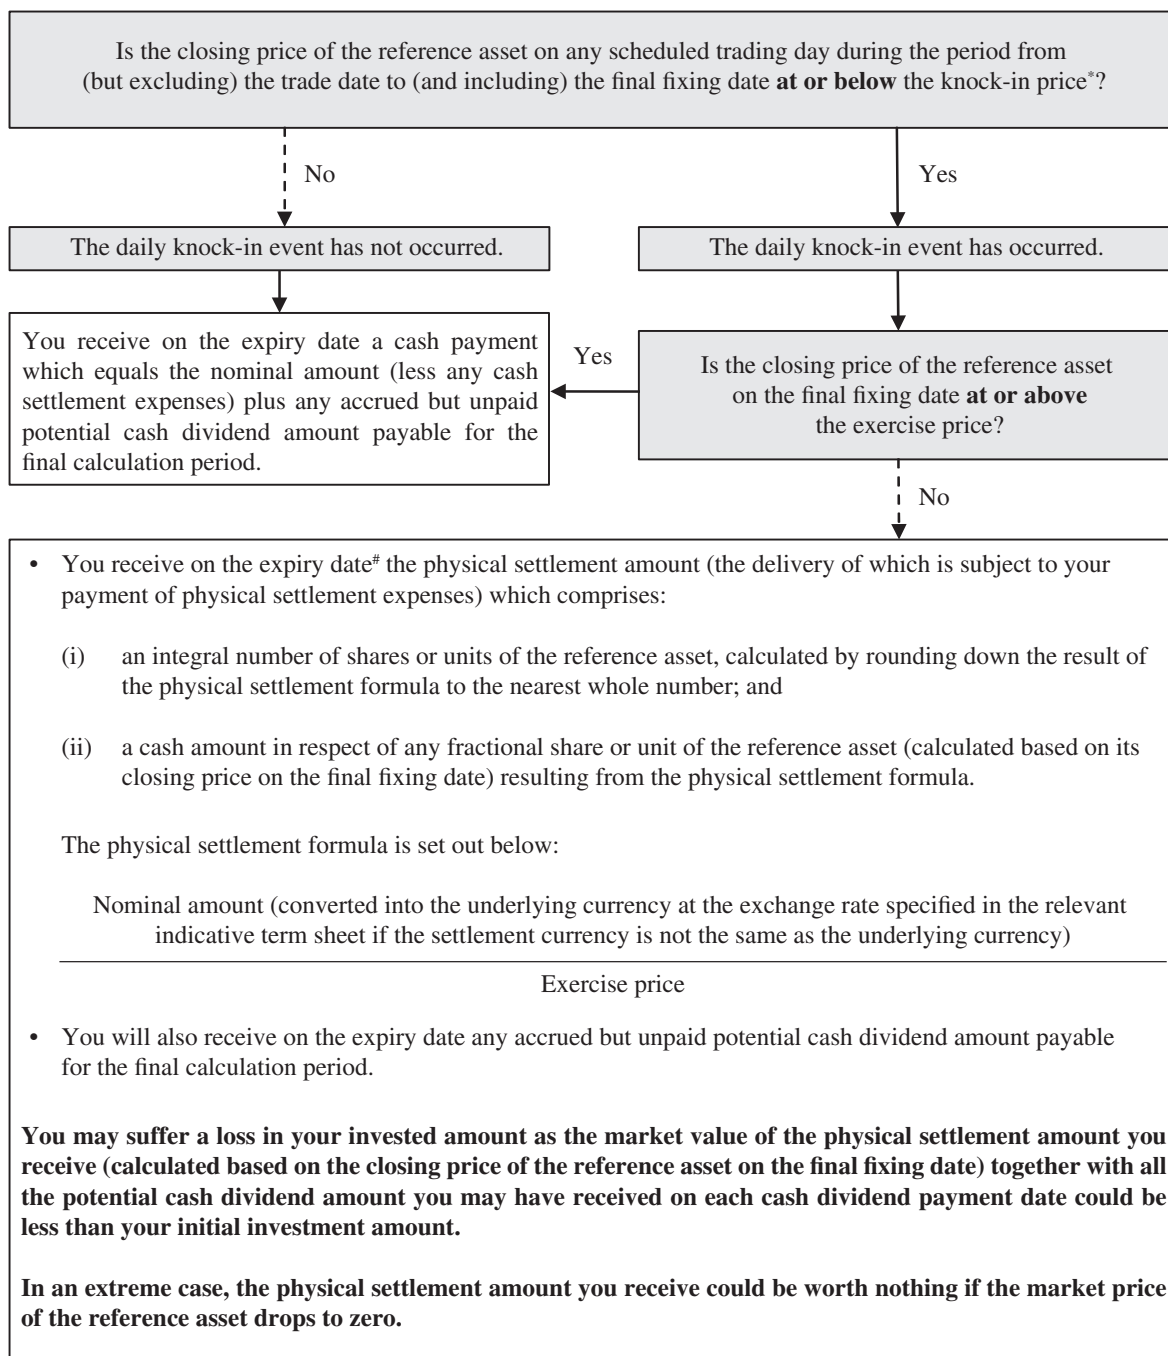 Is the closing price of the reference asset on any scheduled trading day during the period from
(but excluding) the trade date to (and including) the final fixing date at or below the knock-in price*?
No
Yes
The daily knock-in event has not occurred.
The daily knock-in event has occurred.
You receive on the expiry date a cash payment
which equals the nominal amount (less any cash
settlement expenses) plus any accrued but unpaid
potential cash dividend amount payable for the
final calculation period.
Yes
Is the closing price of the reference asset
on the final fixing date at or above
the exercise price?
No
• You receive on the expiry date# the physical settlement amount (the delivery of which is subject to your
payment of physical settlement expenses) which comprises:
(i) an integral number of shares or units of the reference asset, calculated by rounding down the result of
the physical settlement formula to the nearest whole number; and
(ii) a cash amount in respect of any fractional share or unit of the reference asset (calculated based on its
closing price on the final fixing date) resulting from the physical settlement formula.
The physical settlement formula is set out below:
Nominal amount (converted into the underlying currency at the exchange rate specified in the relevant
indicative term sheet if the settlement currency is not the same as the underlying currency)
Exercise price
• You will also receive on the expiry date any accrued but unpaid potential cash dividend amount payable
for the final calculation period.
You may suffer a loss in your invested amount as the market value of the physical settlement amount you
receive (calculated based on the closing price of the reference asset on the final fixing date) together with all
the potential cash dividend amount you may have received on each cash dividend payment date could be
less than your initial investment amount.
In an extreme case, the physical settlement amount you receive could be worth nothing if the market price
of the reference asset drops to zero.